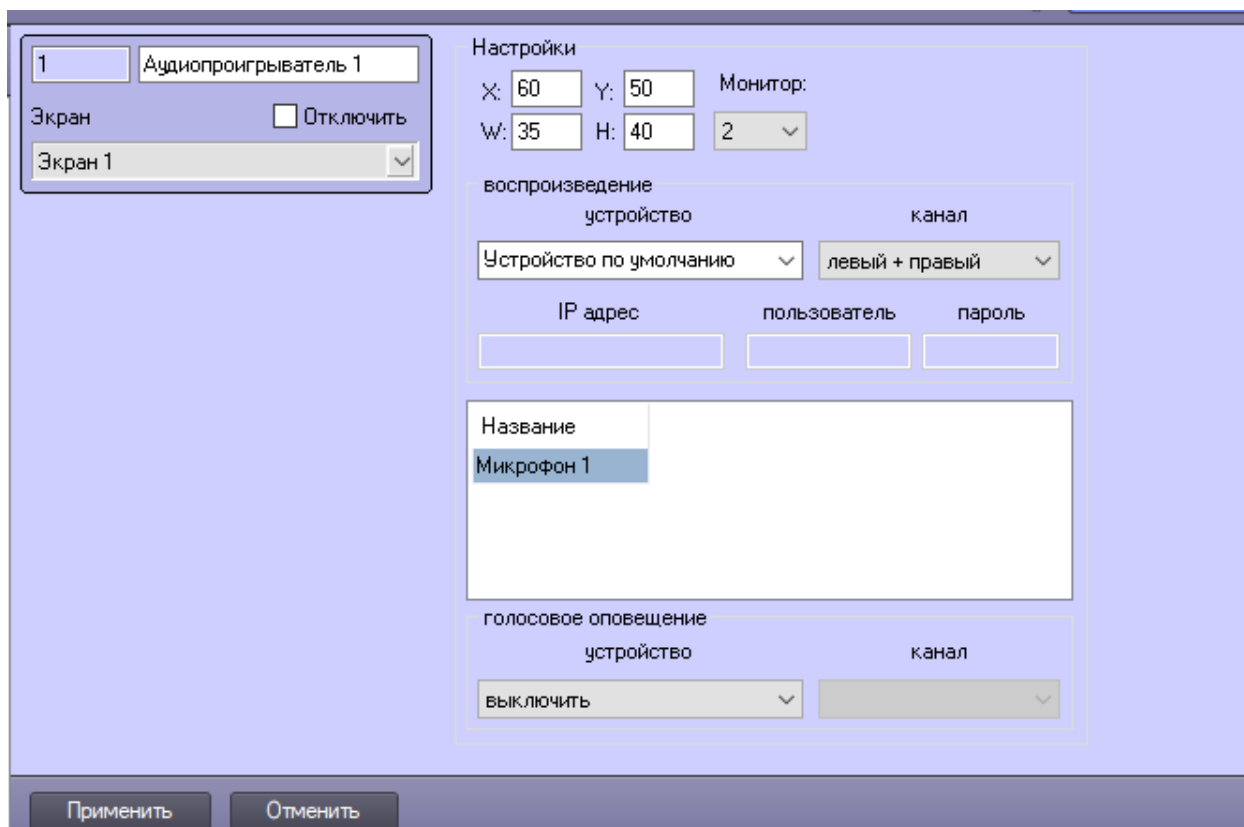 1 Аудиопроигрыватель 1
Экран Отключить
Экран 1
Настройки
X: 60 Y: 50 Монитор:
W: 35 H: 40 2
воспроизведение
устройство канал
Устройство по умолчанию левый + правый
IP адрес пользователь пароль
Название
Микрофон 1
голосовое оповещение
устройство канал
выключить
Применить Отменить